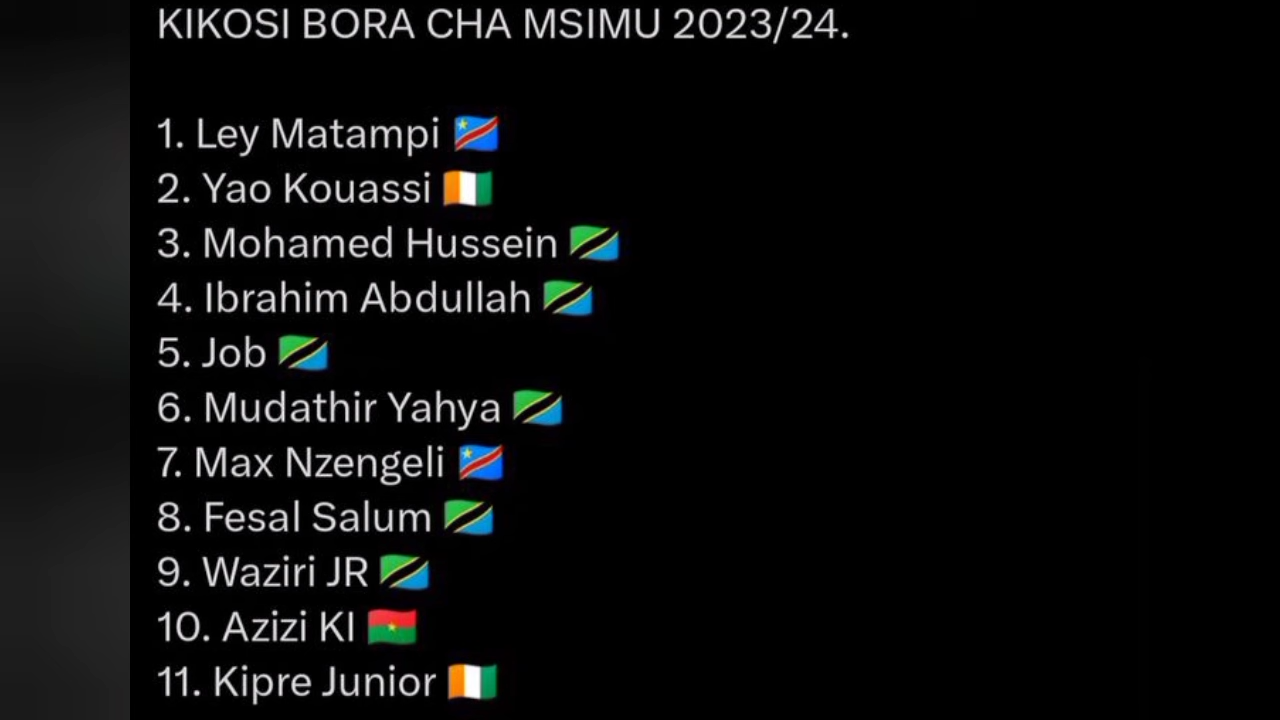 KIKOSI BORA CHA MSIMU 2023/24.
1. Ley Matampi 🇨🇩
2. Yao Kouassi 🇨🇮
3. Mohamed Hussein 🇹🇿
4. Ibrahim Abdullah 🇹🇿
5. Job 🇹🇿
6. Mudathir Yahya 🇹🇿
7. Max Nzengeli 🇨🇩
8. Fesal Salum 🇹🇿
9. Waziri JR 🇹🇿
10. Azizi KI 🇧🇫
11. Kipre Junior 🇨🇮